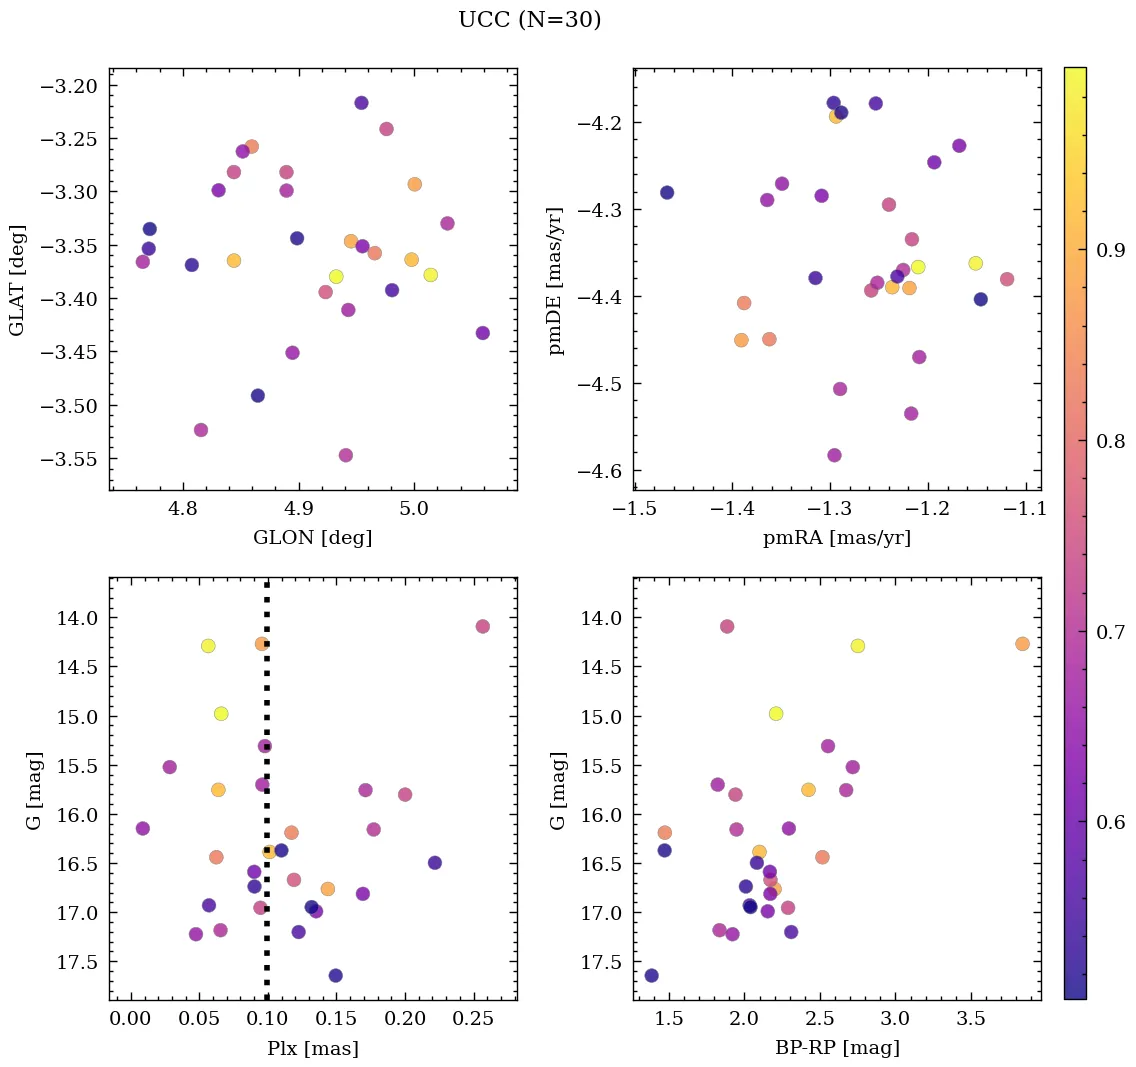 UCC (N=30)
−3.20
−3.25
−3.30
−3.35
−3.40
−3.45
−3.50
−3.55
GLAT [deg]
4.8 4.9 5.0
GLON [deg]
−4.2
−4.3
−4.4
−4.5
−4.6
pmDE [mas/yr]
−1.5 −1.4 −1.3 −1.2 −1.1
pmRA [mas/yr]
14.0
14.5
15.0
15.5
16.0
16.5
17.0
17.5
G [mag]
0.00 0.05 0.10 0.15 0.20 0.25
Plx [mas]
14.0
14.5
15.0
15.5
16.0
16.5
17.0
17.5
G [mag]
1.5 2.0 2.5 3.0 3.5
BP-RP [mag]
0.9
0.8
0.7
0.6